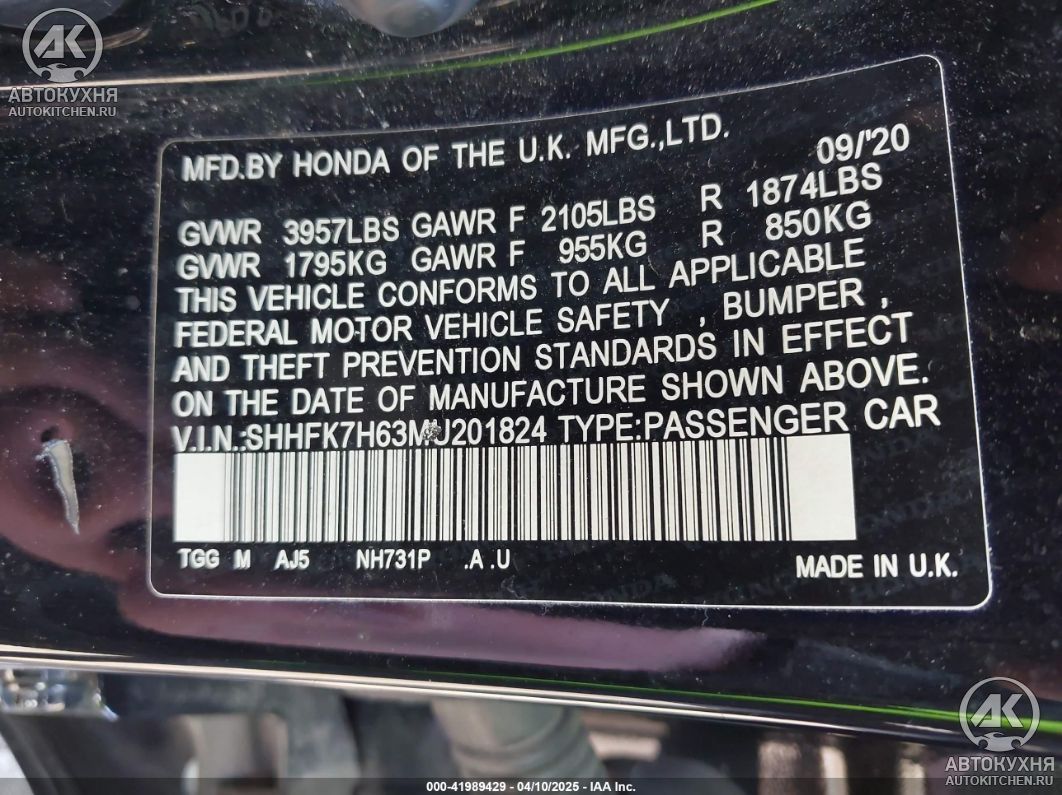 АВТОКУХНЯ
AUTOKITCHEN.RU
MFD.BY HONDA OF THE U.K. MFG.,LTD. 09/'20
GVWR 3957LBS GAWR F 2105LBS R 1874LBS
GVWR 1795KG GAWR F 955KG R 850KG
THIS VEHICLE CONFORMS TO ALL APPLICABLE
FEDERAL MOTOR VEHICLE SAFETY , BUMPER ,
AND THEFT PREVENTION STANDARDS IN EFFECT
ON THE DATE OF MANUFACTURE SHOWN ABOVE.
V.I.N.:SHHFK7H63MU201824 TYPE:PASSENGER CAR
TGG M AJ5 NH731P .A .U MADE IN U.K.
АВТОКУХНЯ
AUTOKITCHEN.RU
000-41989429 - 04/10/2025 - IAA Inc.